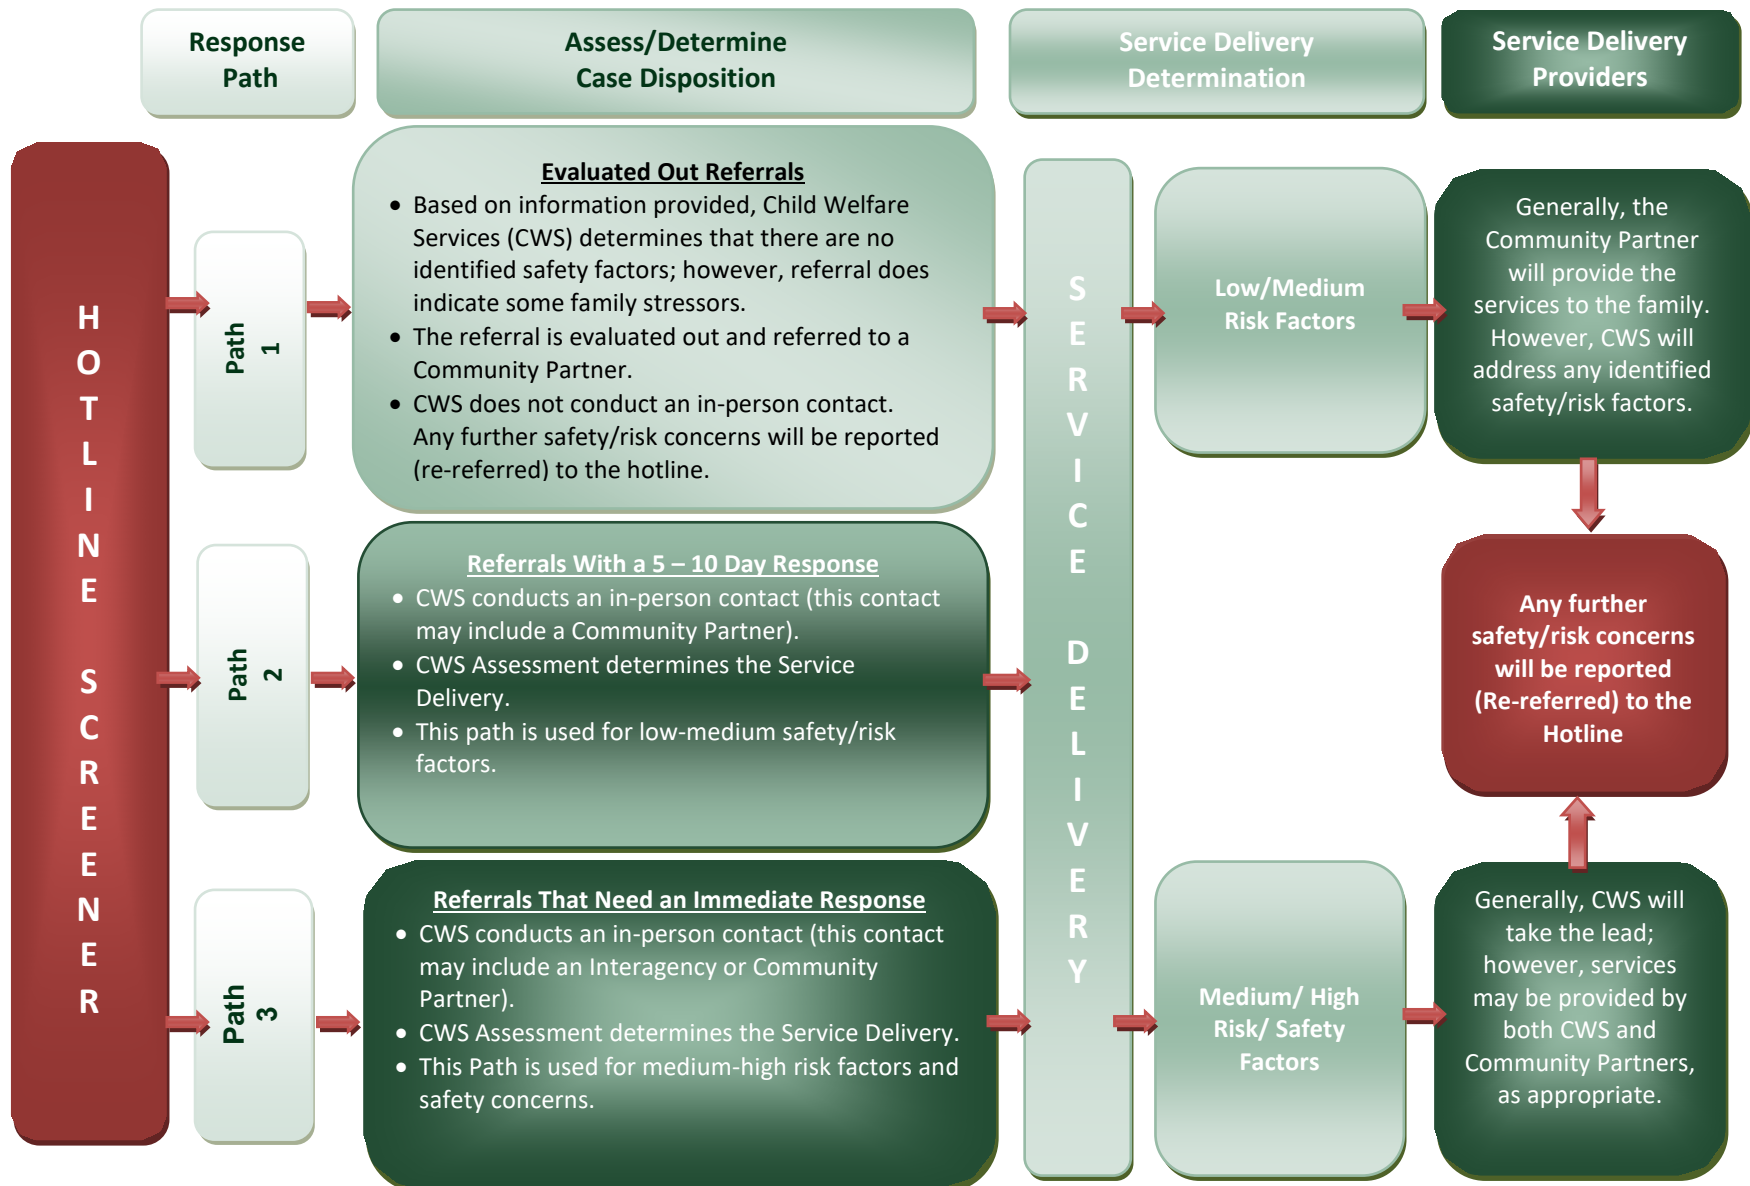 Response
Path
Assess/Determine
Case Disposition
Service Delivery
Determination
Service Delivery
Providers
HOTLINE SCREENER
Path
1
Evaluated Out Referrals
• Based on information provided, Child Welfare
Services (CWS) determines that there are no
identified safety factors; however, referral does
indicate some family stressors.
• The referral is evaluated out and referred to a
Community Partner.
• CWS does not conduct an in-person contact.
Any further safety/risk concerns will be reported
(re-referred) to the hotline.
Path
2
Referrals With a 5 – 10 Day Response
• CWS conducts an in-person contact (this contact
may include a Community Partner).
• CWS Assessment determines the Service
Delivery.
• This path is used for low-medium safety/risk
factors.
Path
3
Referrals That Need an Immediate Response
• CWS conducts an in-person contact (this contact
may include an Interagency or Community
Partner).
• CWS Assessment determines the Service Delivery.
• This Path is used for medium-high risk factors and
safety concerns.
SERVICE DELIVERY
Low/Medium
Risk Factors
Generally, the
Community Partner
will provide the
services to the family.
However, CWS will
address any identified
safety/risk factors.
Any further
safety/risk concerns
will be reported
(Re-referred) to the
Hotline
Medium/ High
Risk/ Safety
Factors
Generally, CWS will
take the lead;
however, services
may be provided by
both CWS and
Community Partners,
as appropriate.